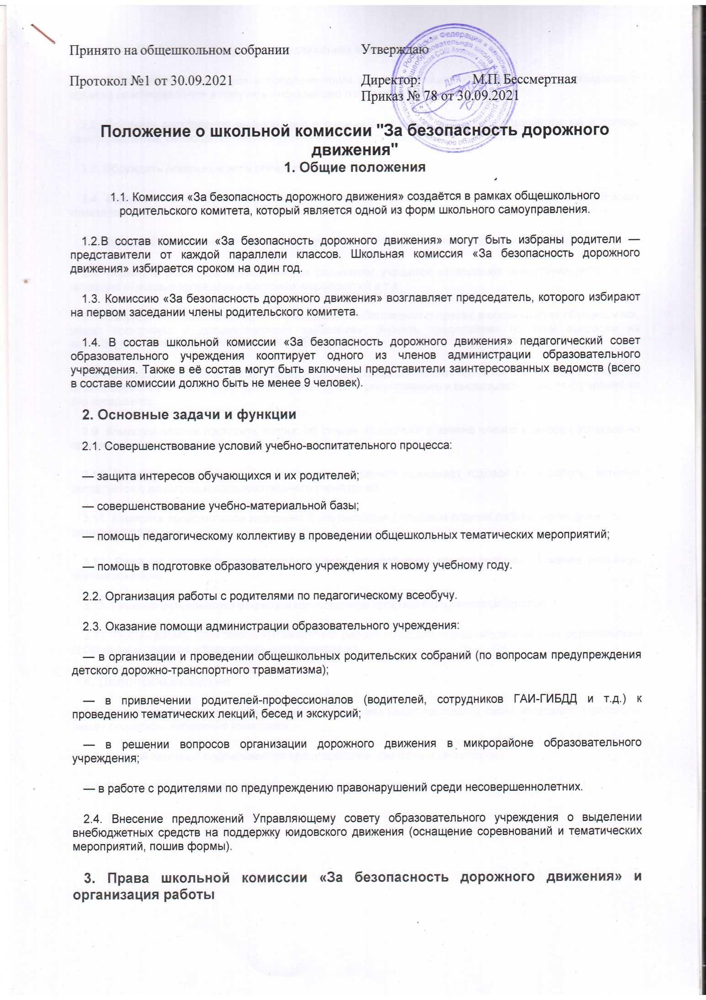 Принято на общешкольном собрании
Утверждаю
Протокол №1 от 30.09.2021
Директор: М.П. Бессмертная
Приказ № 78 от 30.09.2021
Положение о школьной комиссии "За безопасность дорожного
движения"
1. Общие положения
1.1. Комиссия «За безопасность дорожного движения» создаётся в рамках общешкольного
родительского комитета, который является одной из форм школьного самоуправления.
1.2.В состав комиссии «За безопасность дорожного движения» могут быть избраны родители —
представители от каждой параллели классов. Школьная комиссия «За безопасность дорожного
движения» избирается сроком на один год.
1.3. Комиссию «За безопасность дорожного движения» возглавляет председатель, которого избирают
на первом заседании члены родительского комитета.
1.4. В состав школьной комиссии «За безопасность дорожного движения» педагогический совет
образовательного учреждения кооптирует одного из членов администрации образовательного
учреждения. Также в её состав могут быть включены представители заинтересованных ведомств (всего
в составе комиссии должно быть не менее 9 человек).
2. Основные задачи и функции
2.1. Совершенствование условий учебно-воспитательного процесса:
— защита интересов обучающихся и их родителей;
— совершенствование учебно-материальной базы;
— помощь педагогическому коллективу в проведении общешкольных тематических мероприятий;
— помощь в подготовке образовательного учреждения к новому учебному году.
2.2. Организация работы с родителями по педагогическому всеобучу.
2.3. Оказание помощи администрации образовательного учреждения:
— в организации и проведении общешкольных родительских собраний (по вопросам предупреждения
детского дорожно-транспортного травматизма);
— в привлечении родителей-профессионалов (водителей, сотрудников ГАИ-ГИБДД и т.д.) к
проведению тематических лекций, бесед и экскурсий;
— в решении вопросов организации дорожного движения в микрорайоне образовательного
учреждения;
— в работе с родителями по предупреждению правонарушений среди несовершеннолетних.
2.4. Внесение предложений Управляющему совету образовательного учреждения о выделении
внебюджетных средств на поддержку юидовского движения (оснащение соревнований и тематических
мероприятий, пошив формы).
3. Права школьной комиссии «За безопасность дорожного движения» и
организация работы